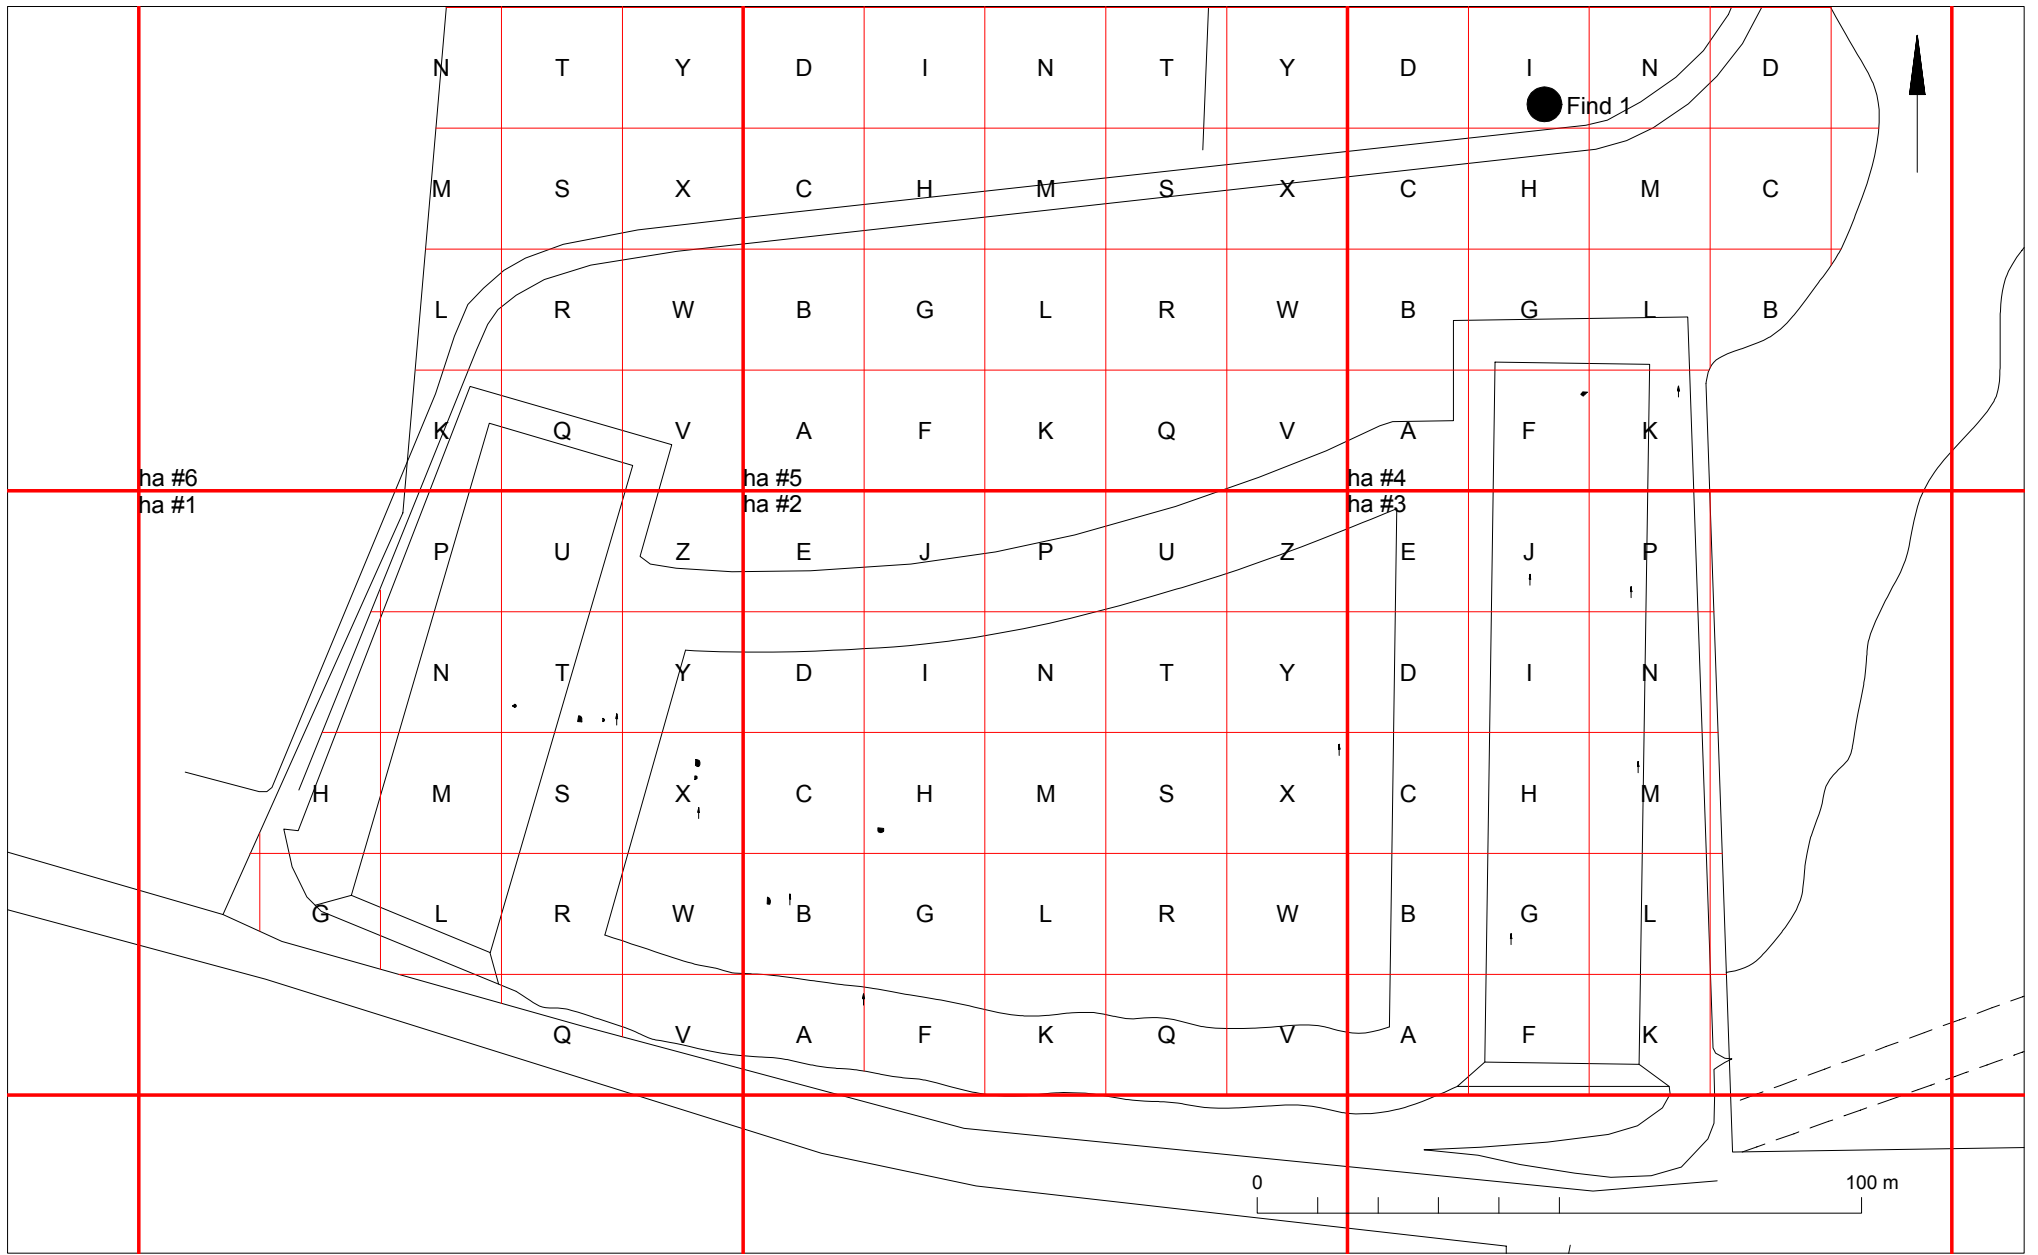 N T Y D I N T Y D I N D
Find 1
M S X C H M S X C H M C
L R W B G L R W B G L B
K Q V A F K Q V A F K
ha #6 ha #5 ha #4
ha #1 ha #2 ha #3
P U Z E J P U Z E J P
N T Y D I N T Y D I N
H M S X C H M S X C H M
G L R W B G L R W B G L
Q V A F K Q V A F K
0 100 m